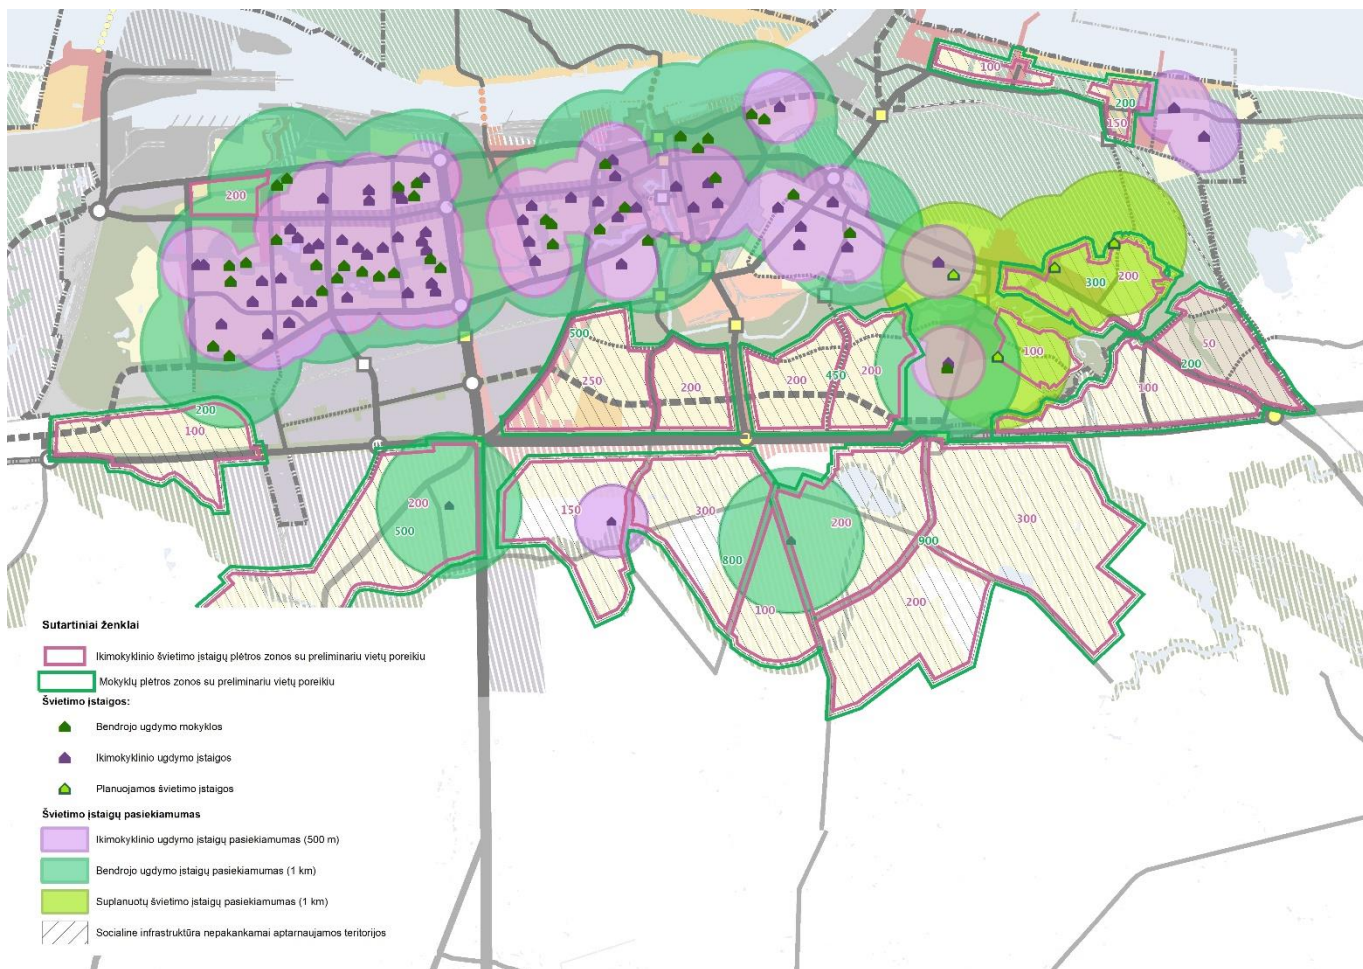 100
200
150
200
200
300
100
50
200
100
500
250
200
200
450
200
200
100
200
500
150
300
800
100
200
900
300
200
Sutartiniai ženklai
Ikimokyklinio švietimo įstaigų plėtros zonos su preliminariu vietų poreikiu
Mokyklų plėtros zonos su preliminariu vietų poreikiu
Švietimo įstaigos:
Bendrojo ugdymo mokyklos
Ikimokyklinio ugdymo įstaigos
Planuojamos švietimo įstaigos
Švietimo įstaigų pasiekiamumas
Ikimokyklinio ugdymo įstaigų pasiekiamumas (500 m)
Bendrojo ugdymo įstaigų pasiekiamumas (1 km)
Suplanuotų švietimo įstaigų pasiekiamumas (1 km)
Socialine infrastruktūra nepakankamai aptarnaujamos teritorijos